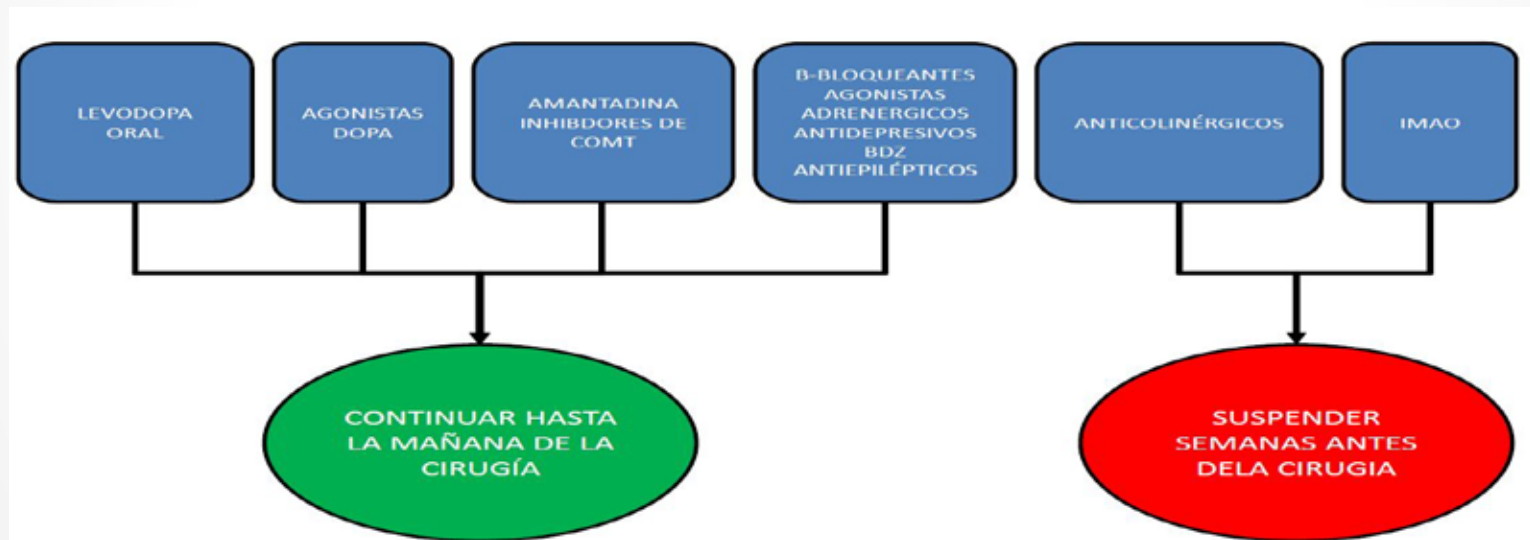 LEVODOPA
ORAL
AGONISTAS
DOPA
AMANTADINA
INHIBDORES DE
COMT
B-BLOQUEANTES
AGONISTAS
ADRENERGICOS
ANTIDEPRESIVOS
BDZ
ANTIEPILÉPTICOS
ANTICOLINÉRGICOS
IMAO
CONTINUAR HASTA
LA MAÑANA DE LA
CIRUGÍA
SUSPENDER
SEMANAS ANTES
DELA CIRUGIA